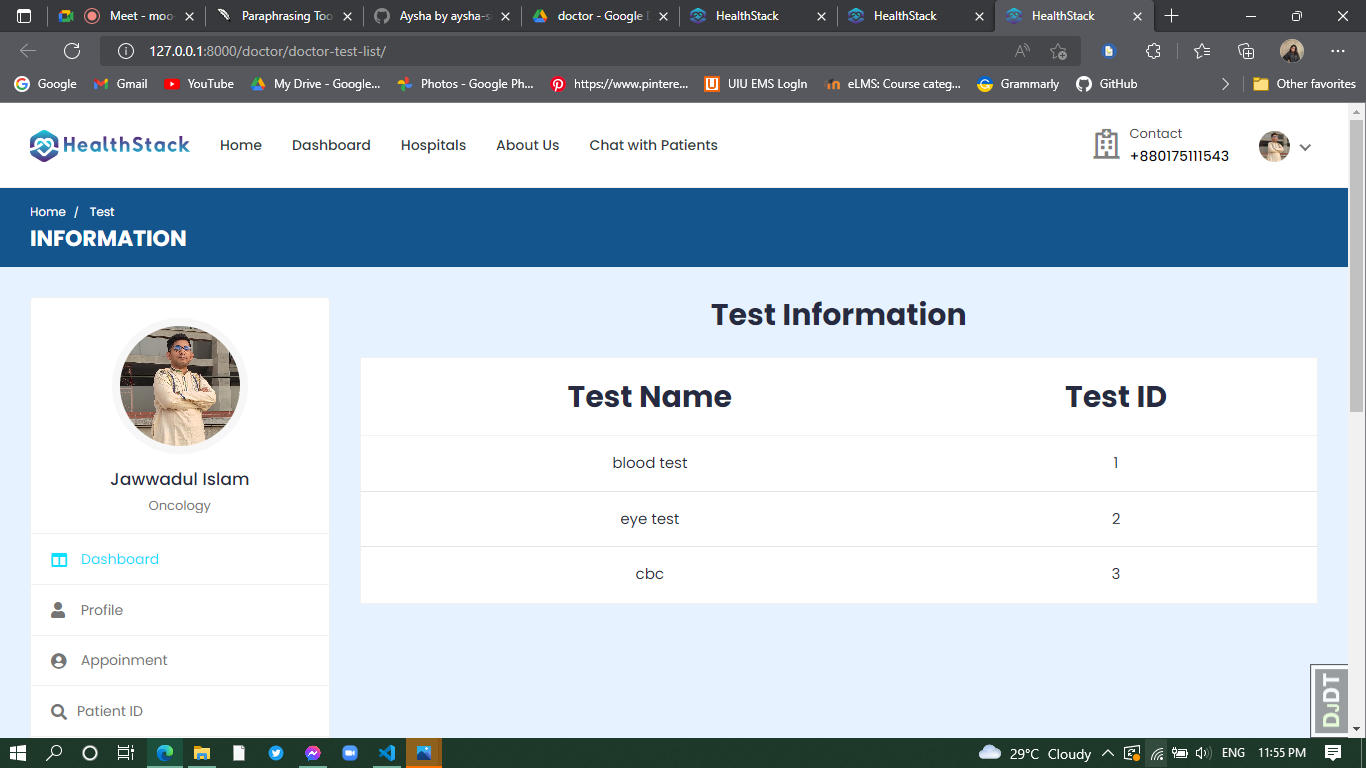 Meet - moo
Paraphrasing Too
Aysha by aysha-s
doctor - Google D
HealthStack
HealthStack
HealthStack
127.0.0.1:8000/doctor/doctor-test-list/
Google
Gmail
YouTube
My Drive - Google...
Photos - Google Ph...
https://www.pintere...
UIU EMS LogIn
eLMS: Course categ...
Grammarly
GitHub
Other favorites
HealthStack
Home
Dashboard
Hospitals
About Us
Chat with Patients
Contact
+880175111543
Home / Test
INFORMATION
Jawwadul Islam
Oncology
Dashboard
Profile
Appoinment
Patient ID
Test Information
Test Name Test ID
blood test 1
eye test 2
cbc 3
DjDT
29°C Cloudy
ENG
11:55 PM